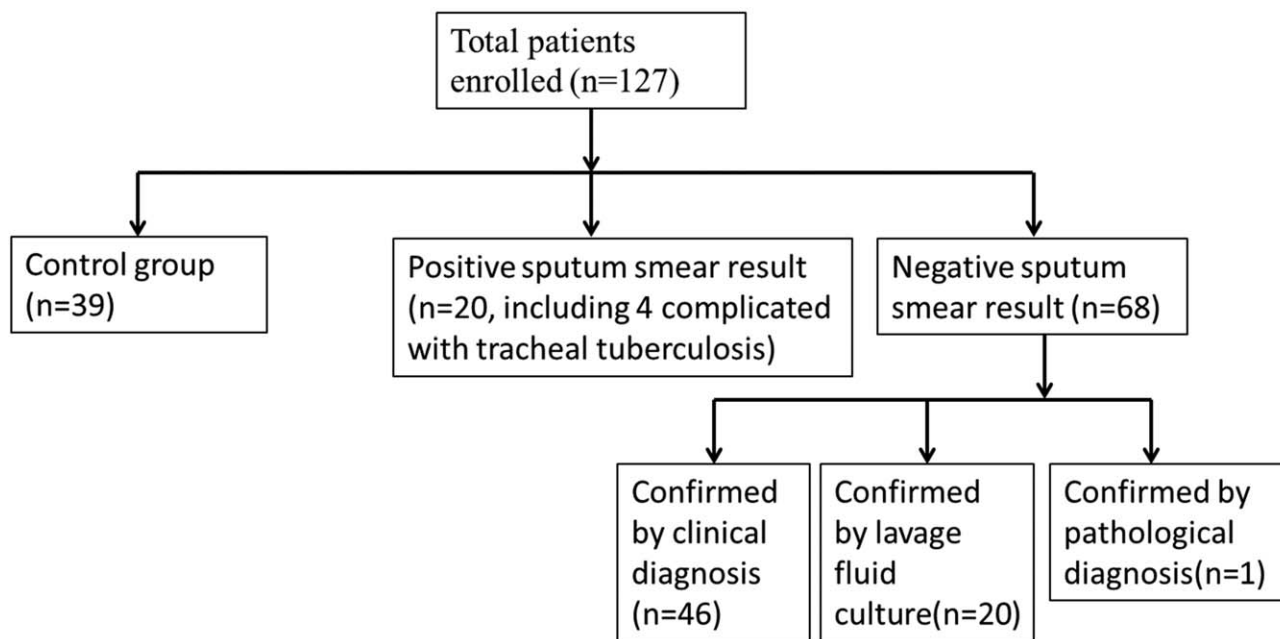 Total patients
enrolled (n=127)
Control group
(n=39)
Positive sputum smear result
(n=20, including 4 complicated
with tracheal tuberculosis)
Negative sputum
smear result (n=68)
Confirmed
by clinical
diagnosis
(n=46)
Confirmed
by lavage
fluid
culture(n=20)
Confirmed by
pathological
diagnosis(n=1)